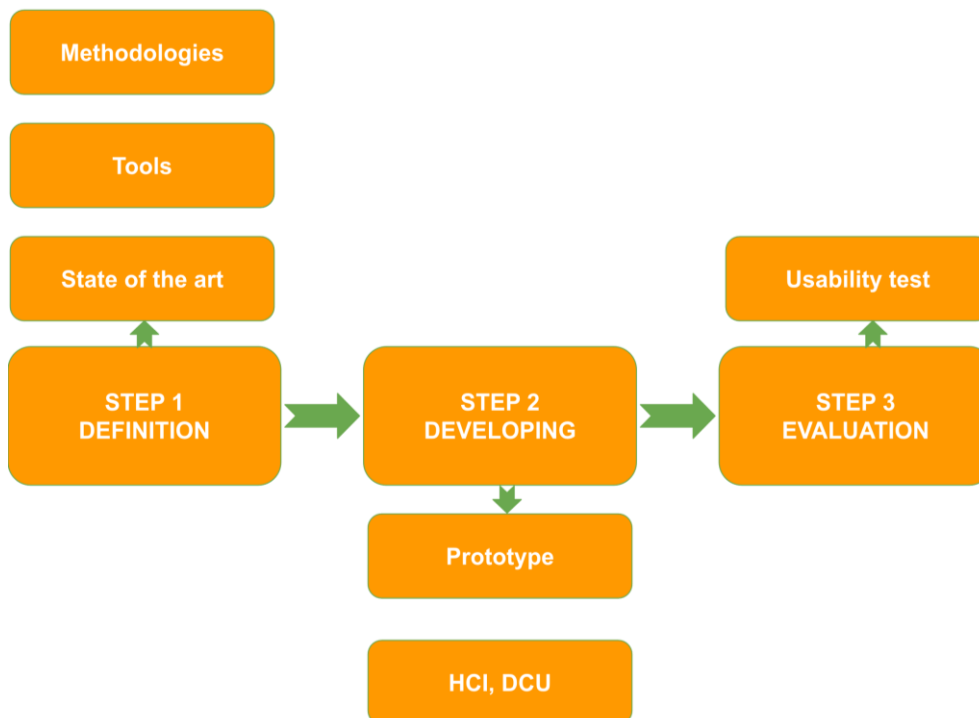 Methodologies
Tools
State of the art
Usability test
STEP 1
DEFINITION
STEP 2
DEVELOPING
STEP 3
EVALUATION
Prototype
HCI, DCU